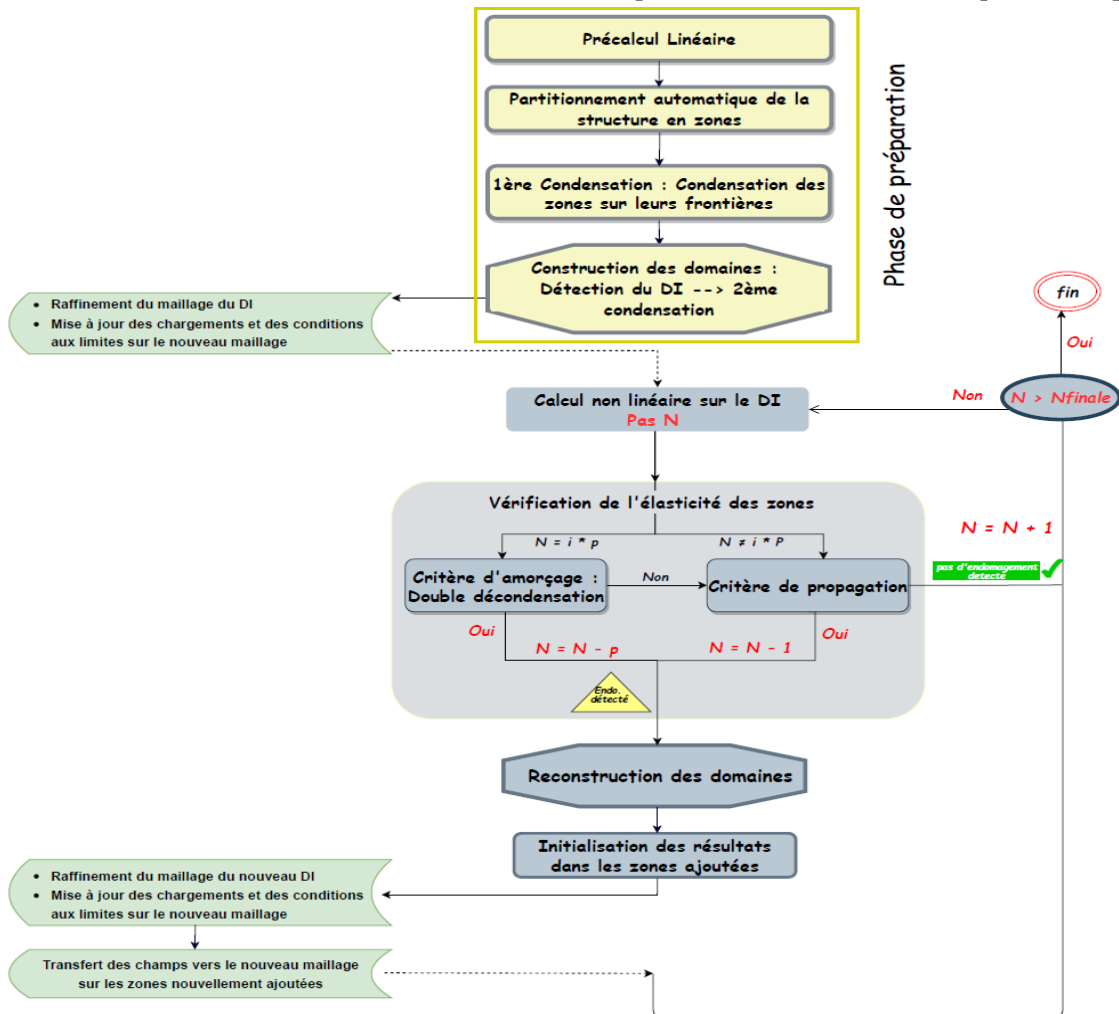 Précalcul Linéaire
Partitionnement automatique de la
structure en zones
1ère Condensation : Condensation des
zones sur leurs frontières
Construction des domaines :
Détection du DI --> 2ème
condensation
Phase de préparation
• Raffinement du maillage du DI
• Mise à jour des chargements et des conditions
aux limites sur le nouveau maillage
fin
Oui
N > Nfinale
Non
Calcul non linéaire sur le DI
Pas N
Vérification de l'élasticité des zones
N = i * p
N ≠ i * P
Critère d'amorçage :
Double décondensation
Non
Critère de propagation
N = N + 1
pas d'endomagement
detecté
Oui
N = N - p
N = N - 1
Oui
Endo.
détecté
Reconstruction des domaines
Initialisation des résultats
dans les zones ajoutées
• Raffinement du maillage du nouveau DI
• Mise à jour des chargements et des conditions
aux limites sur le nouveau maillage
Transfert des champs vers le nouveau maillage
sur les zones nouvellement ajoutées